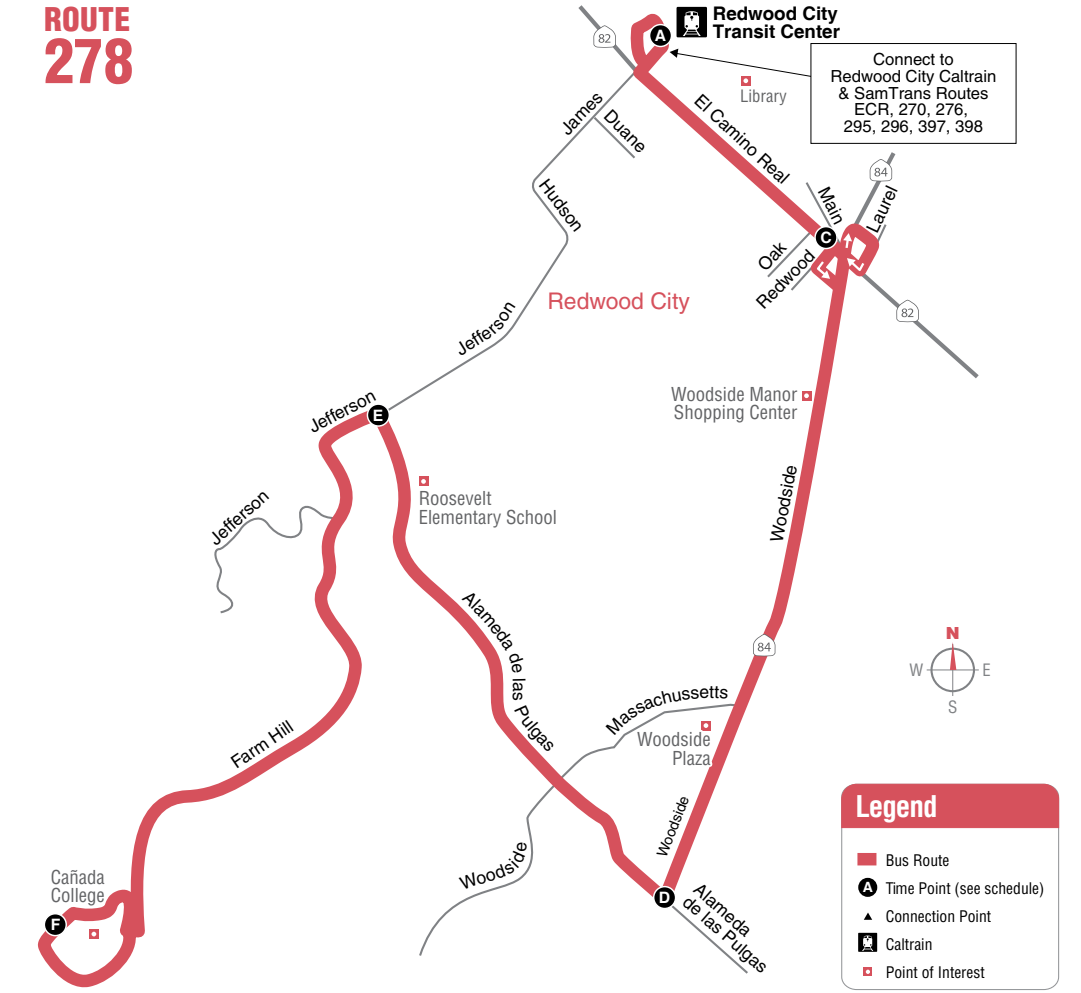 ROUTE
278
82
A
Redwood City
Transit Center
Connect to
Redwood City Caltrain
& SamTrans Routes
ECR, 270, 276,
295, 296, 397, 398
Library
James
Duane
El Camino Real
Hudson
84
Main
Laurel
C
Oak
Redwood
82
Redwood City
Jefferson
Woodside Manor
Shopping Center
Jefferson
E
Roosevelt
Elementary School
Woodside
Jefferson
Alameda de las Pulgas
84
N
W
E
S
Massachussetts
Woodside
Plaza
Farm Hill
Woodside
Woodside
Cañada
College
F
D
Alameda
de las Pulgas
Legend
Bus Route
A Time Point (see schedule)
Connection Point
Caltrain
Point of Interest